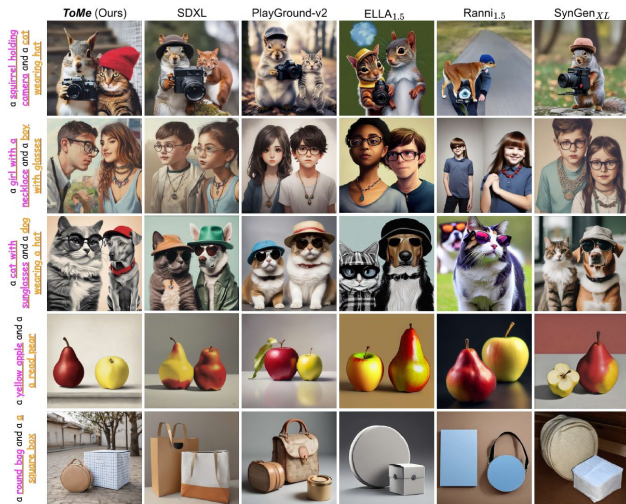 ToMe (Ours) SDXL PlayGround-v2 ELLA1.5 Ranni1.5 SynGenXL
a squirrel holding
camera and a cat
wearing hat
a girl with a
necklace and a boy
with glasses
a cat with
sunglasses and a dog
wearing a hat
a yellow apple and a
a read pear
a round bag and a a
square box